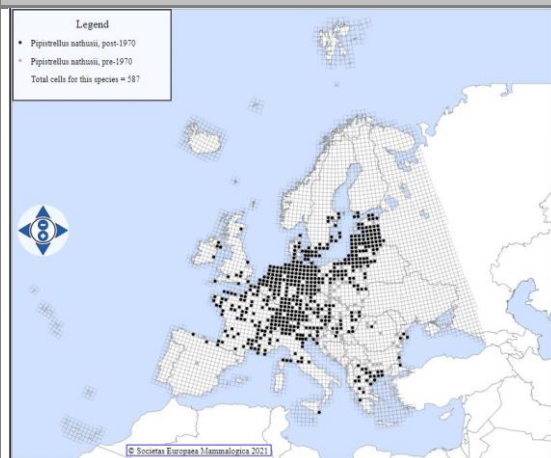 Legend
Pipistrellus nathusii, post-1970
Pipistrellus nathusii, pre-1970
Total cells for this species = 587
© Societas Europaea Mammalogica 2021